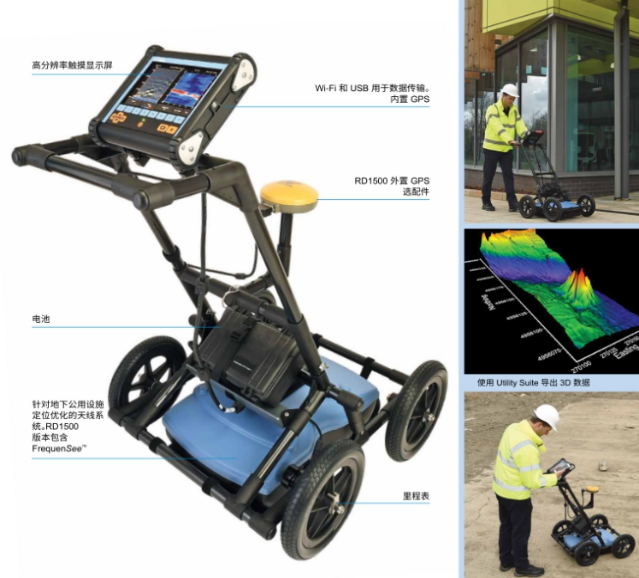 高分辨率触摸显示屏
Wi-Fi 和 USB 用于数据传输。
内置 GPS
RD1500 外置 GPS
选配件
电池
针对地下公用设施
定位优化的天线系
统。RD1500
版本包含
FrequenSee™
里程表
Easting
270100
使用 Utility Suite 导出 3D 数据